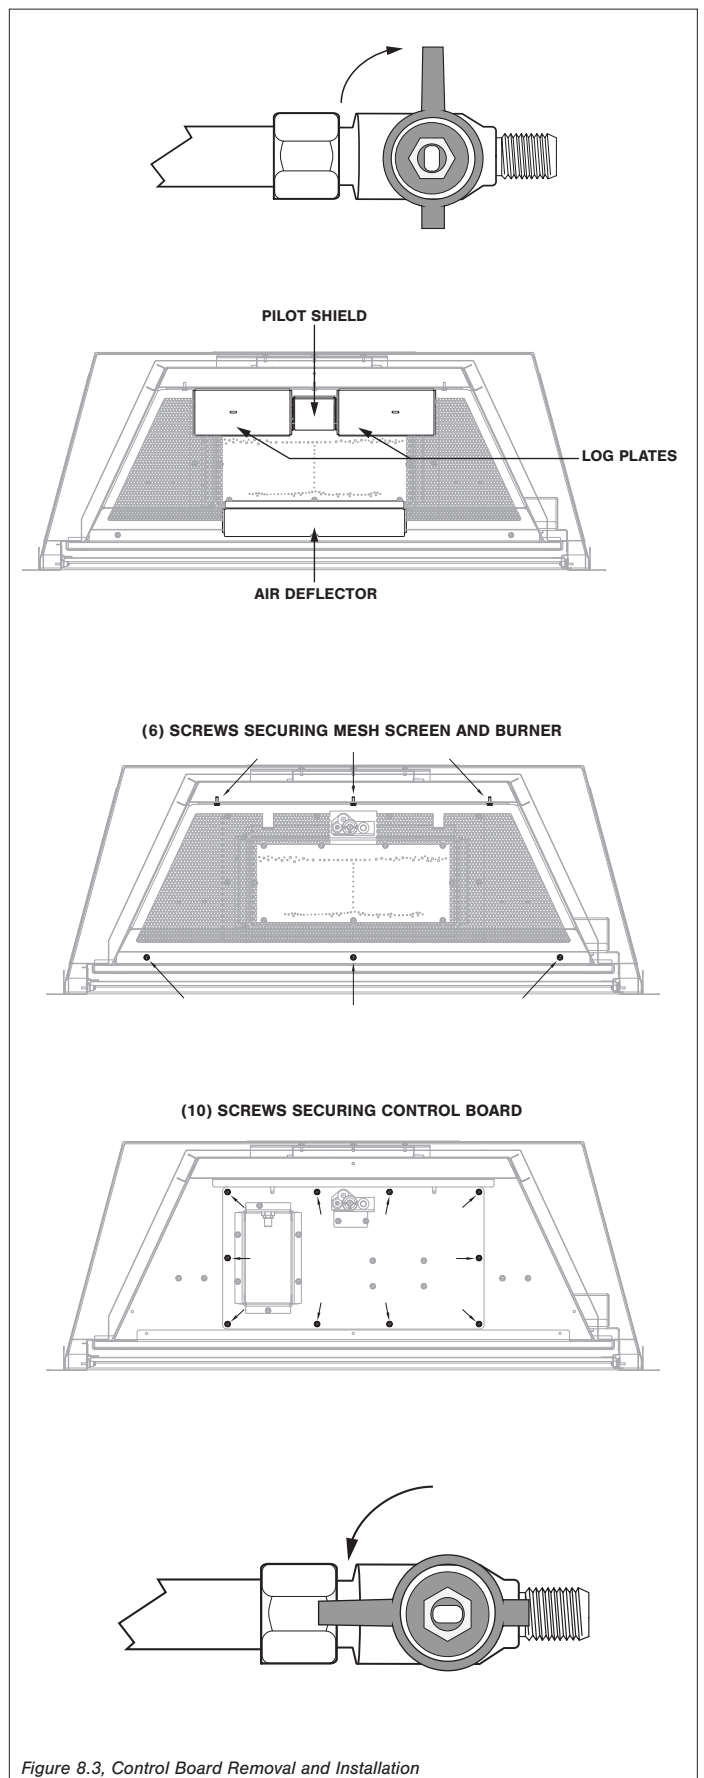 PILOT SHIELD
LOG PLATES
AIR DEFLECTOR
(6) SCREWS SECURING MESH SCREEN AND BURNER
(10) SCREWS SECURING CONTROL BOARD
Figure 8.3, Control Board Removal and Installation